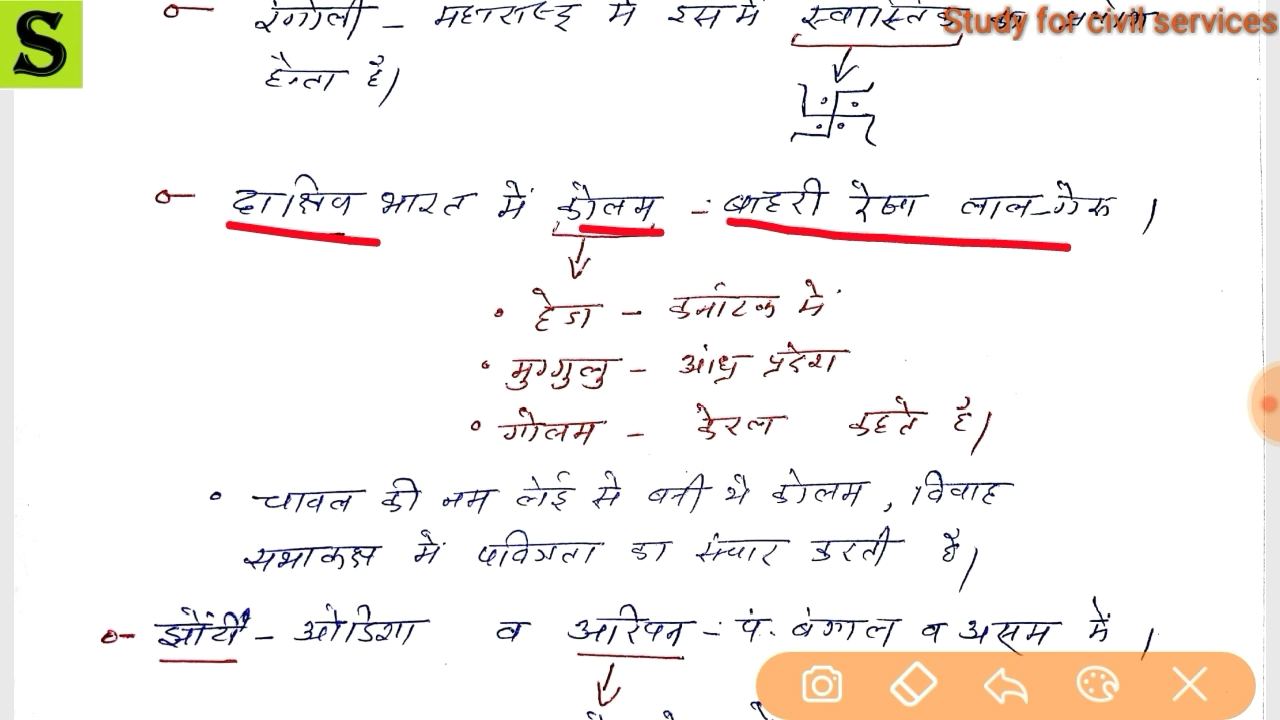 S
Study for civil services
रंगोली - महाराष्ट्र में इसमें स्वास्तिक का प्रयोग
होता है।
दक्षिण भारत में कोलम - बाहरी रेखा लाल-गेरू ।
हेज - कर्नाटक में
मुग्गुलु - आंध्र प्रदेश
गोलम - केरल कहते है।
चावल की नम लेई से बनी ये कोलम, विवाह
सभाकक्ष में पवित्रता का संचार करती है।
झोंटी - ओडिशा व अरिपन - पं. बंगाल व असम में ।